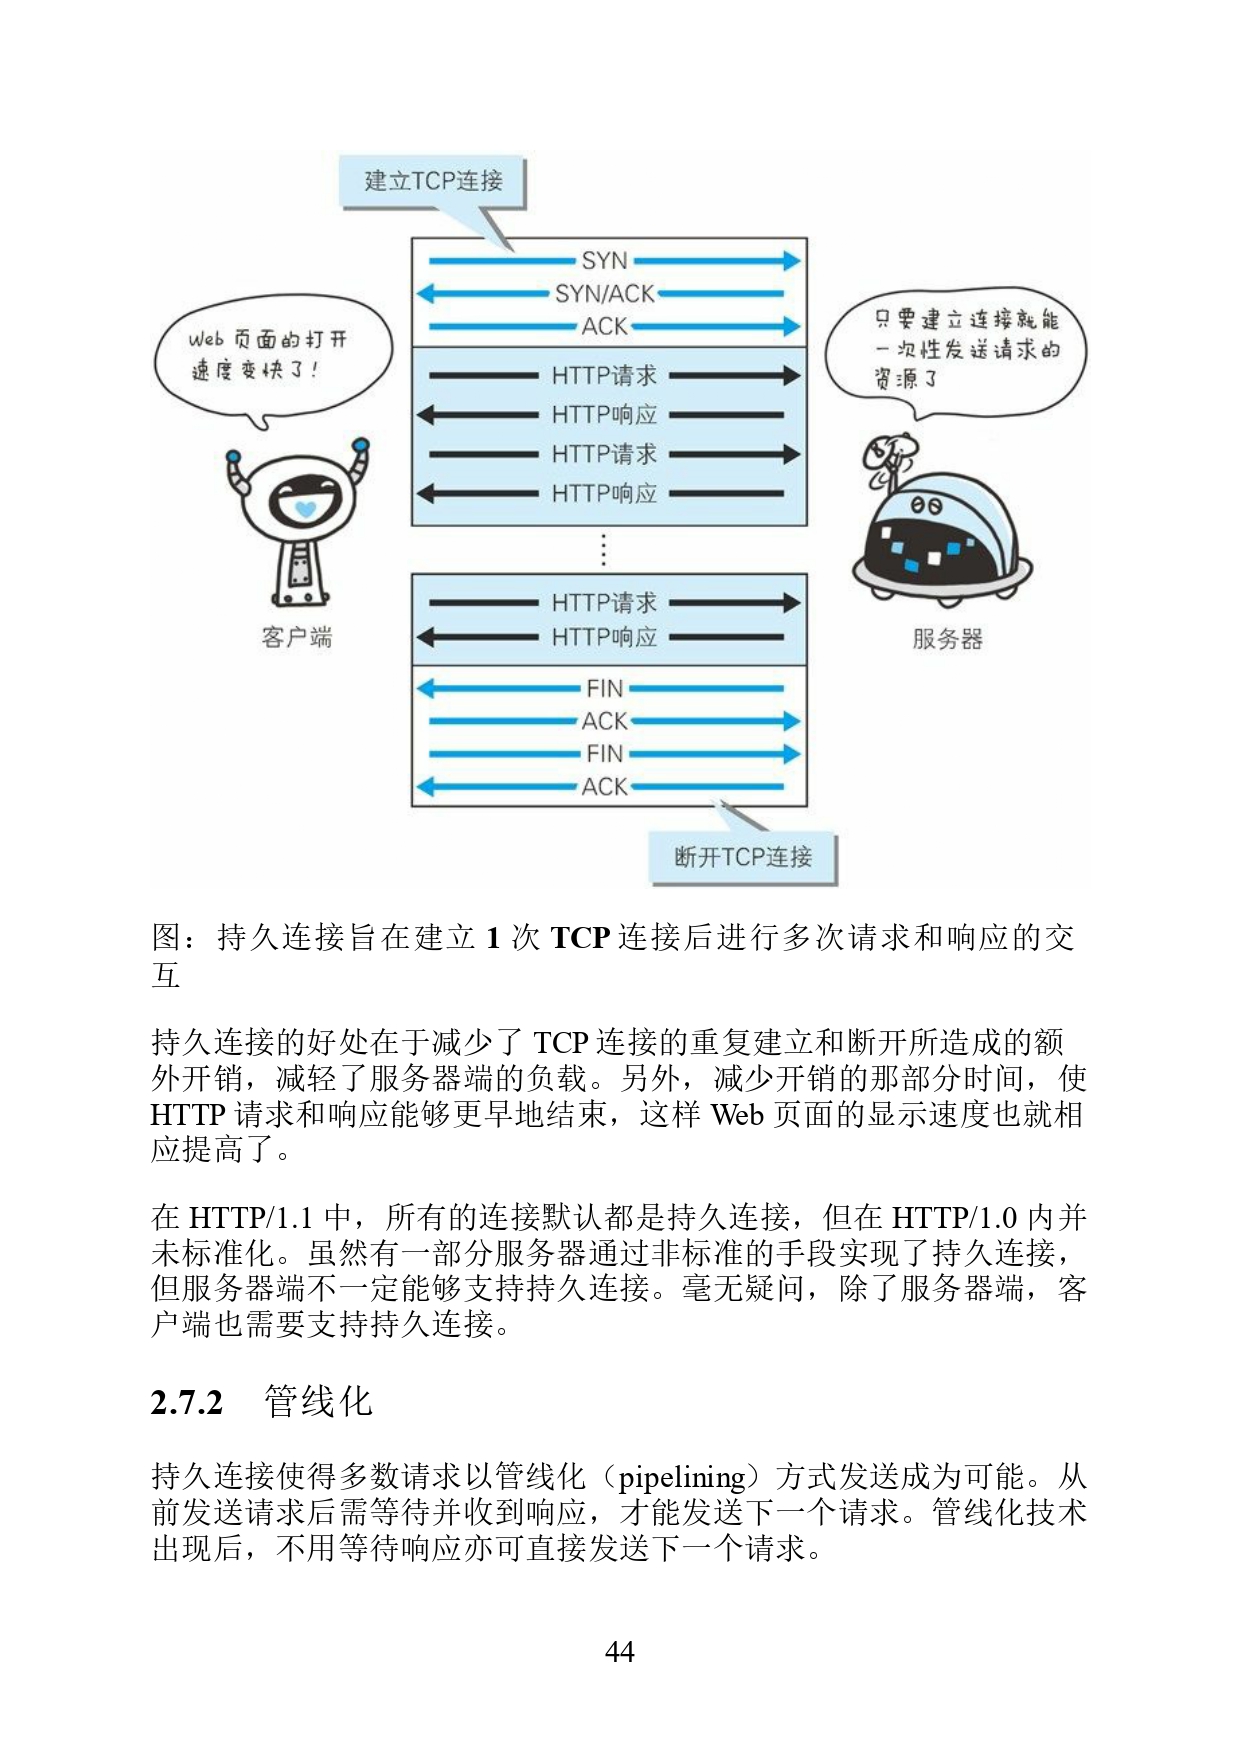 建立TCP连接
SYN
SYN/ACK
ACK
Web 页面的打开
速度变快了！
只要建立连接就能
一次性发送请求的
资源了
HTTP请求
HTTP响应
HTTP请求
HTTP响应
HTTP请求
HTTP响应
客户端
服务器
FIN
ACK
FIN
ACK
断开TCP连接
图：持久连接旨在建立 1 次 TCP 连接后进行多次请求和响应的交
互
持久连接的好处在于减少了 TCP 连接的重复建立和断开所造成的额
外开销，减轻了服务器端的负载。另外，减少开销的那部分时间，使
HTTP 请求和响应能够更早地结束，这样 Web 页面的显示速度也就相
应提高了。
在 HTTP/1.1 中，所有的连接默认都是持久连接，但在 HTTP/1.0 内并
未标准化。虽然有一部分服务器通过非标准的手段实现了持久连接，
但服务器端不一定能够支持持久连接。毫无疑问，除了服务器端，客
户端也需要支持持久连接。
2.7.2 管线化
持久连接使得多数请求以管线化（pipelining）方式发送成为可能。从
前发送请求后需等待并收到响应，才能发送下一个请求。管线化技术
出现后，不用等待响应亦可直接发送下一个请求。
44